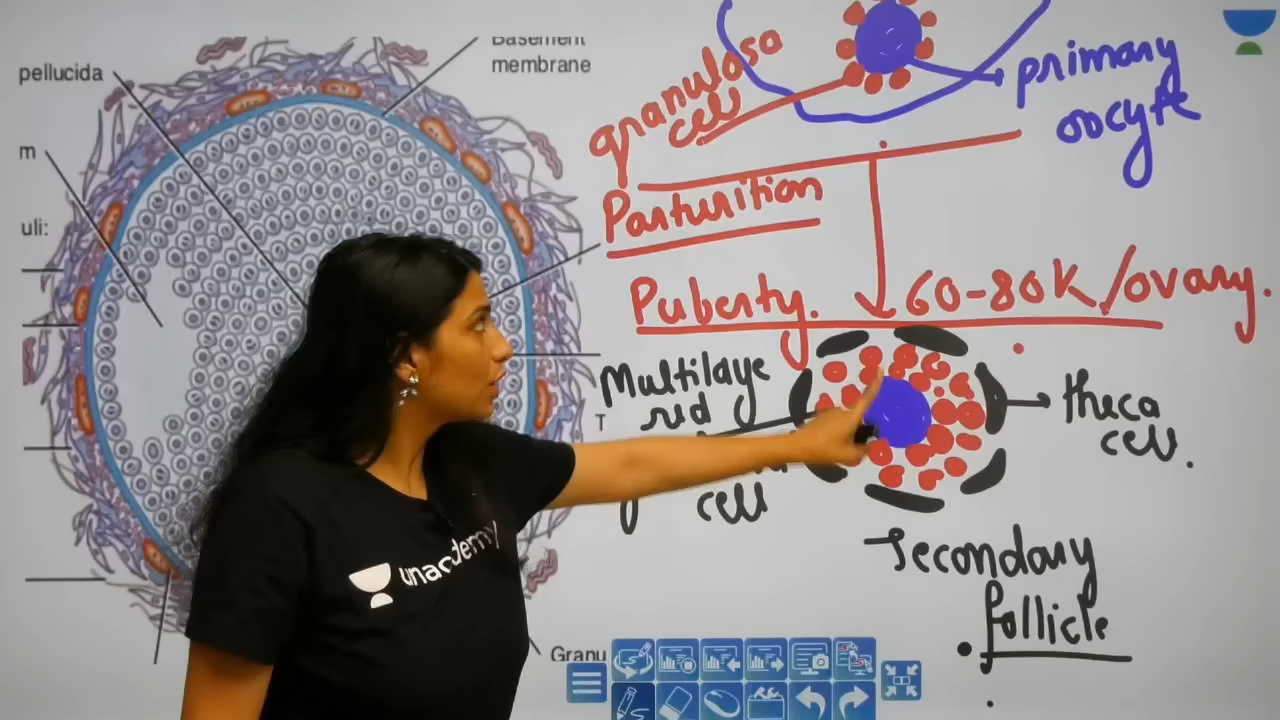 Basement
membrane
pellucida
m
uli:
T
Granu
granulosa
cell
primary
oocyte
Parturition
Puberty. 60-80K/ovary.
Multilaye
red
cell
theca
cell.
Secondary
follicle
unacademy